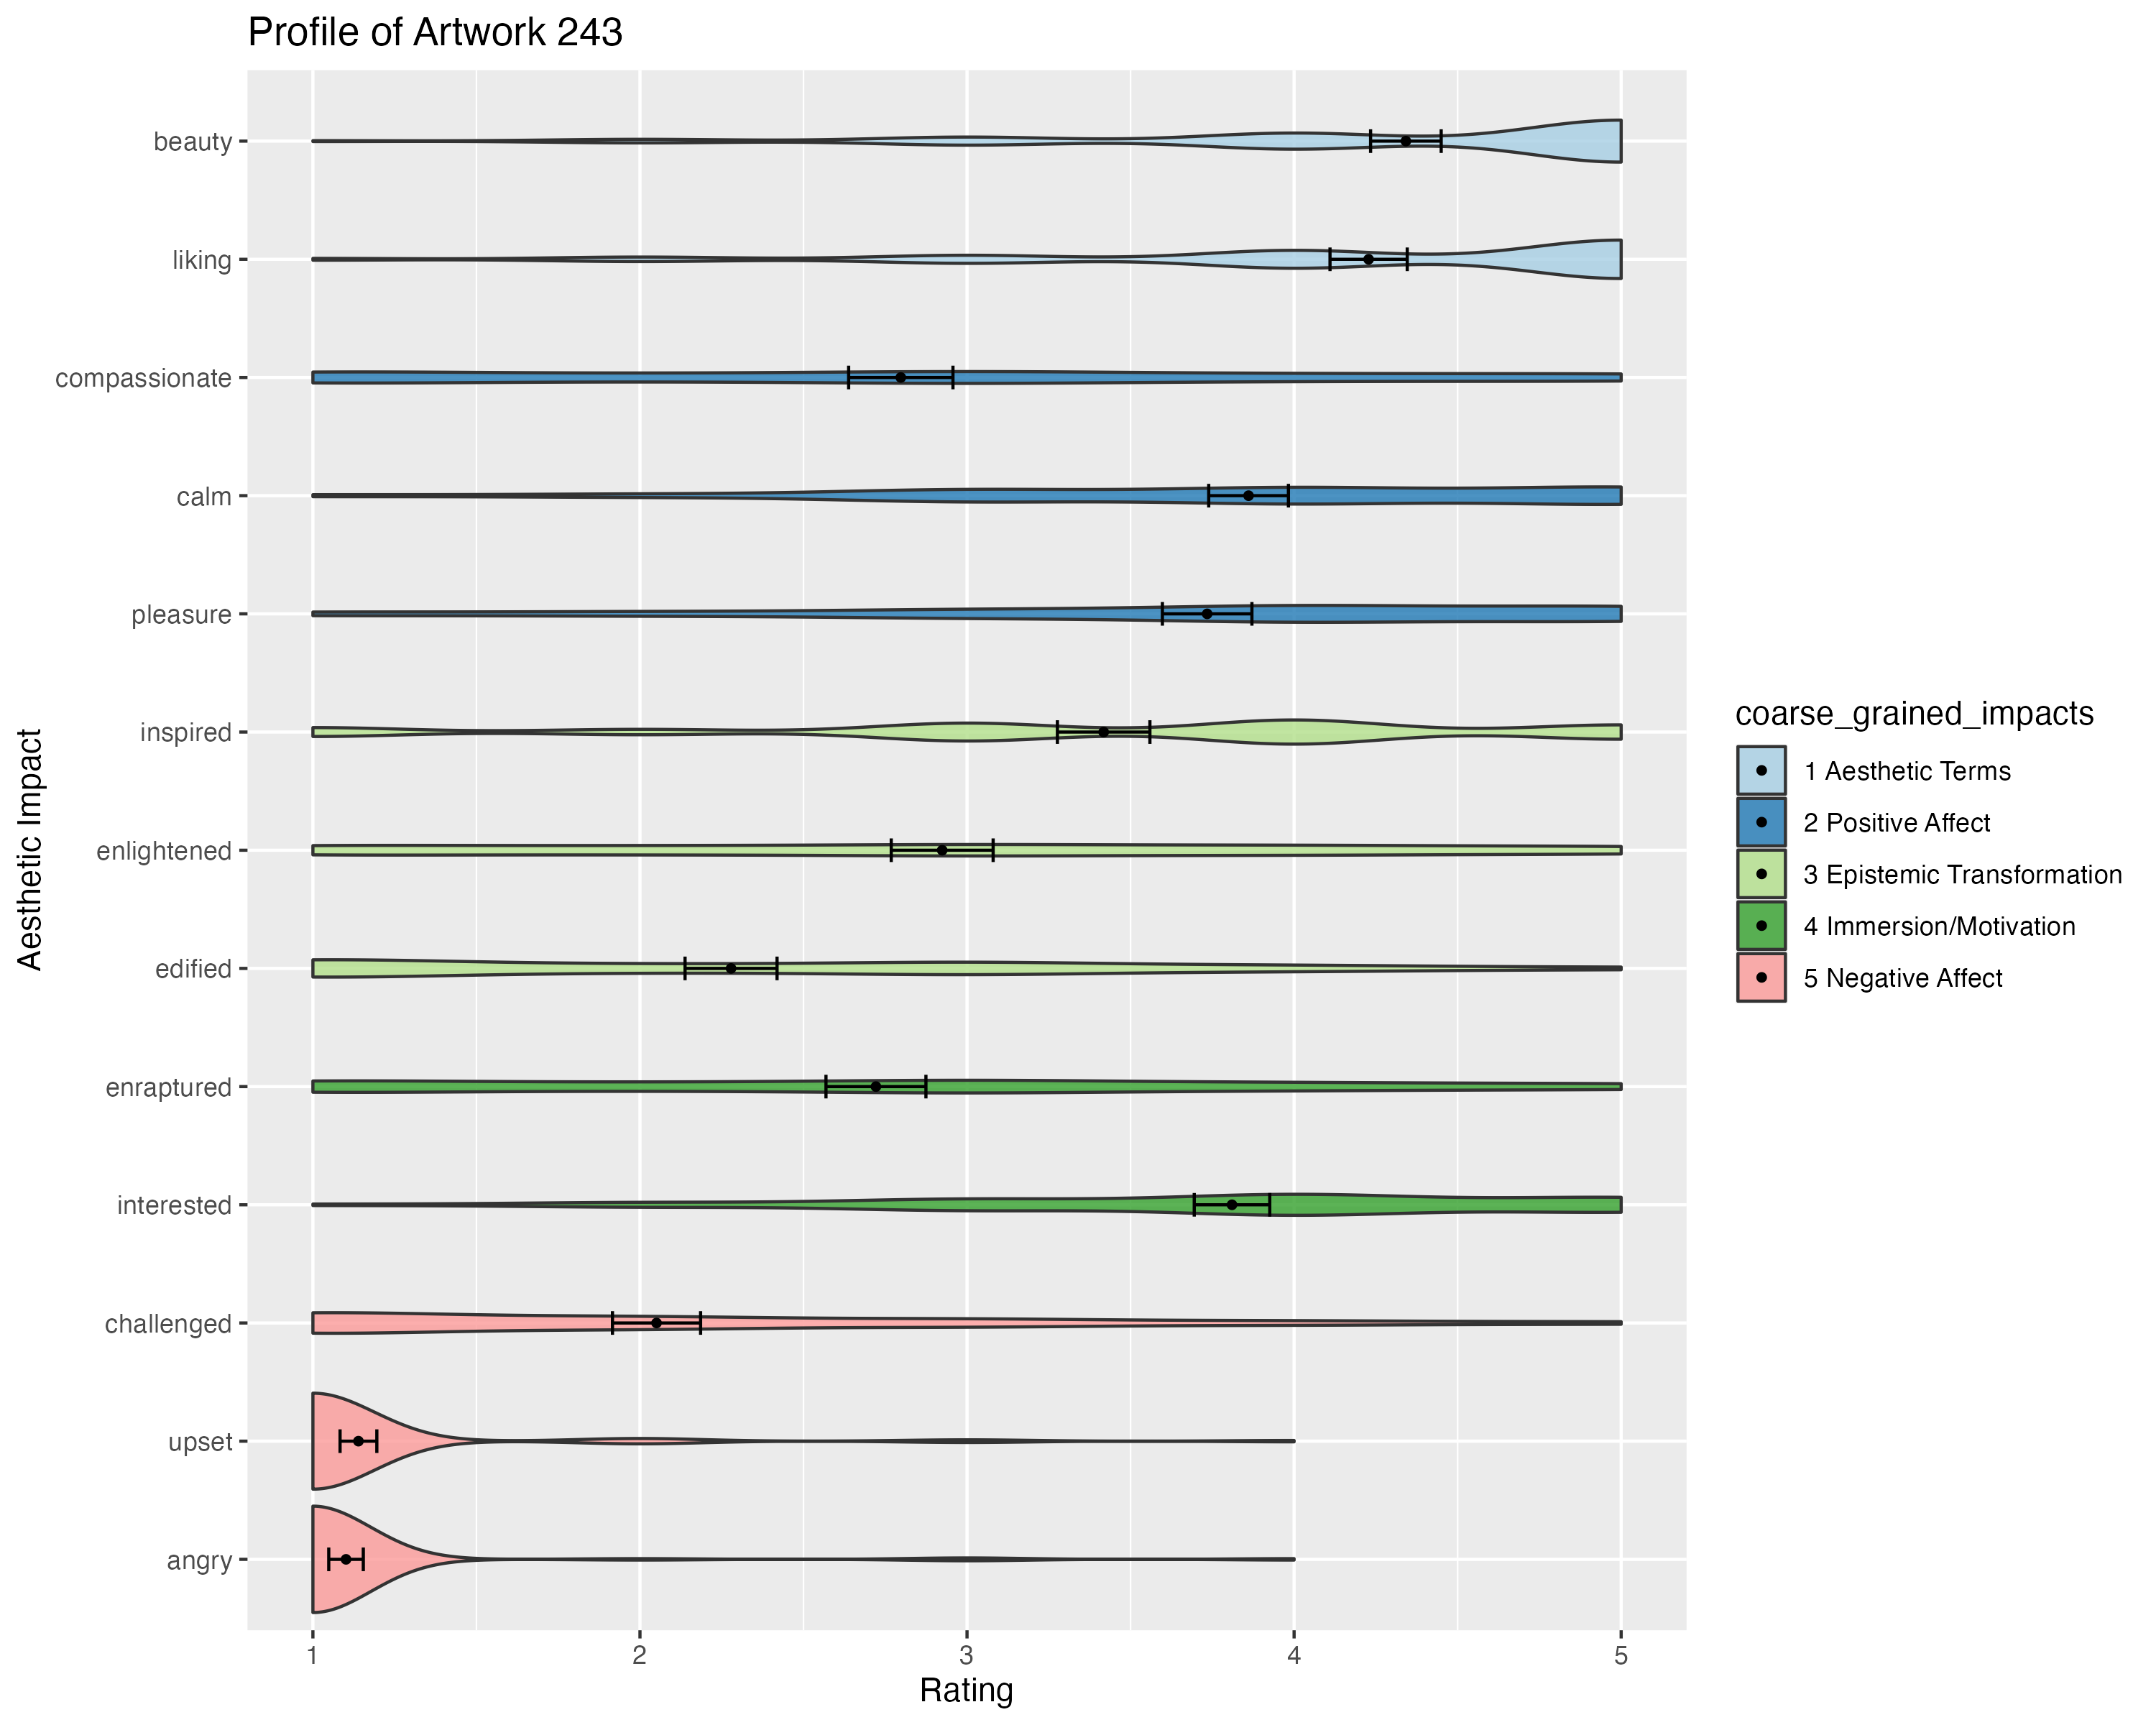 Profile of Artwork 243
beauty
liking
compassionate
calm
pleasure
inspired
enlightened
edified
enraptured
interested
challenged
upset
angry
Aesthetic Impact
1 2 3 4 5
Rating
coarse_grained_impacts
1 Aesthetic Terms
2 Positive Affect
3 Epistemic Transformation
4 Immersion/Motivation
5 Negative Affect